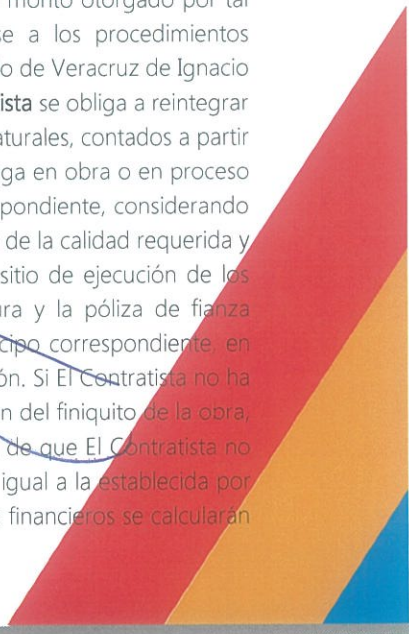 monto otorgado por tal
se a los procedimientos
o de Veracruz de Ignacio
ista se obliga a reintegrar
aturales, contados a partir
ga en obra o en proceso
spondiente, considerando
de la calidad requerida y
sitio de ejecución de los
ura y la póliza de fianza
cipo correspondiente, en
ón. Si El Contratista no ha
n del finiquito de la obra,
de que El Contratista no
igual a la establecida por
financieros se calcularán